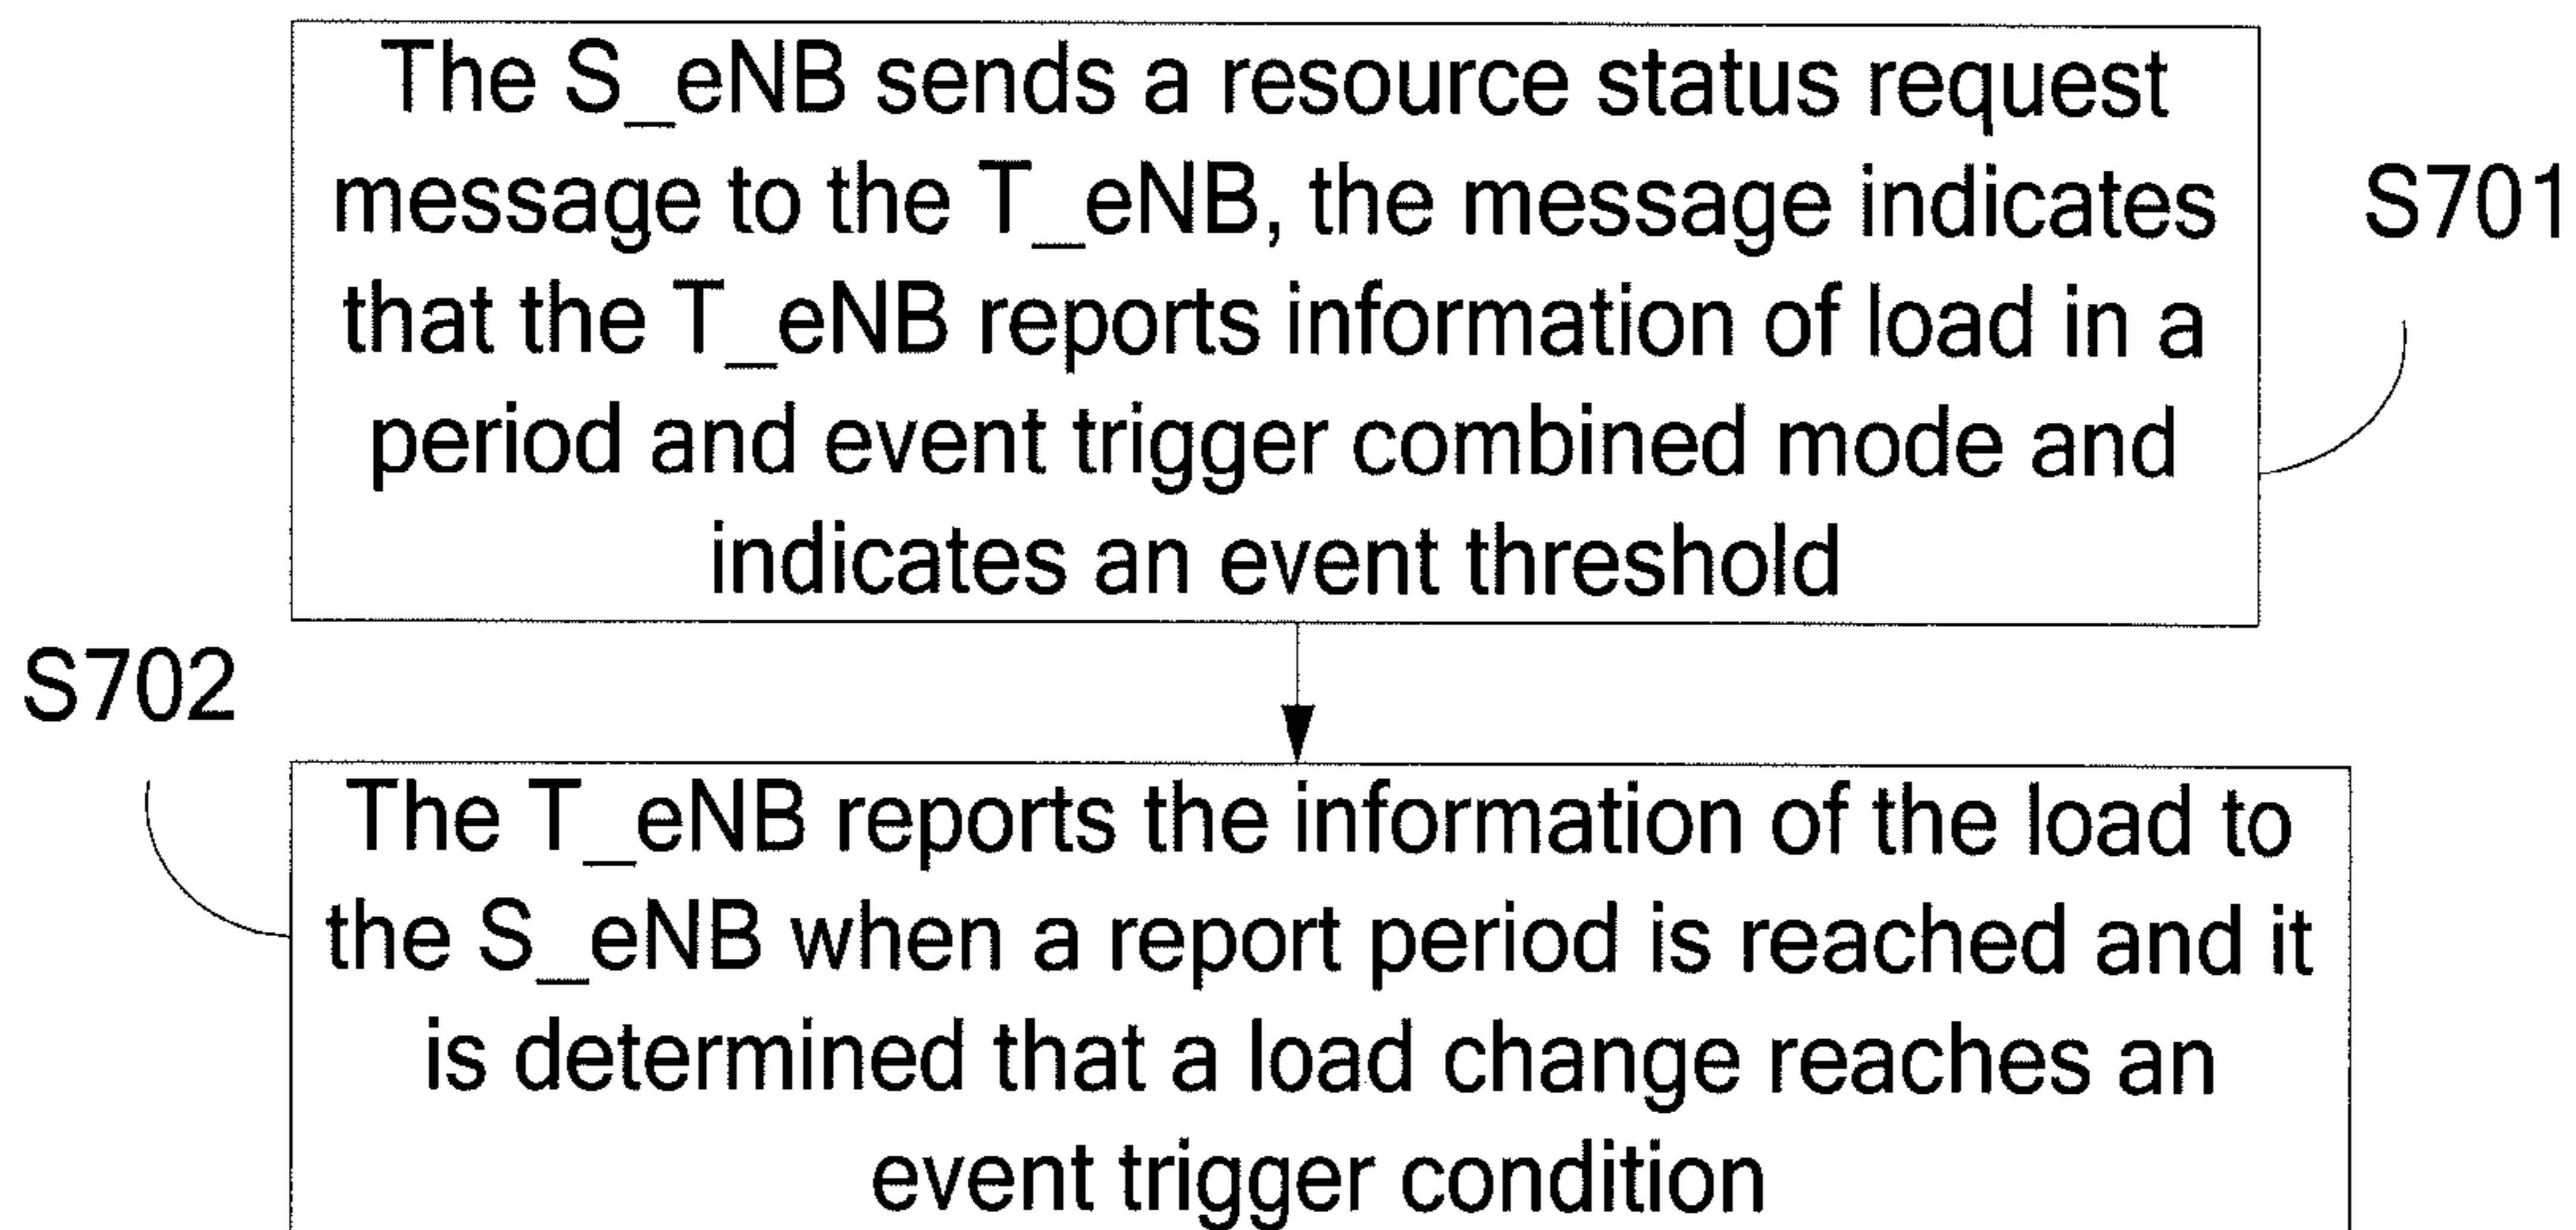 The S_eNB sends a resource status request
message to the T_eNB, the message indicates
S701
that the T_eNB reports information of load in a
period and event trigger combined mode and
indicates an event threshold
S702
The T_eNB reports the information of the load to
the S_eNB when a report period is reached and it
is determined that a load change reaches an
event trigger condition